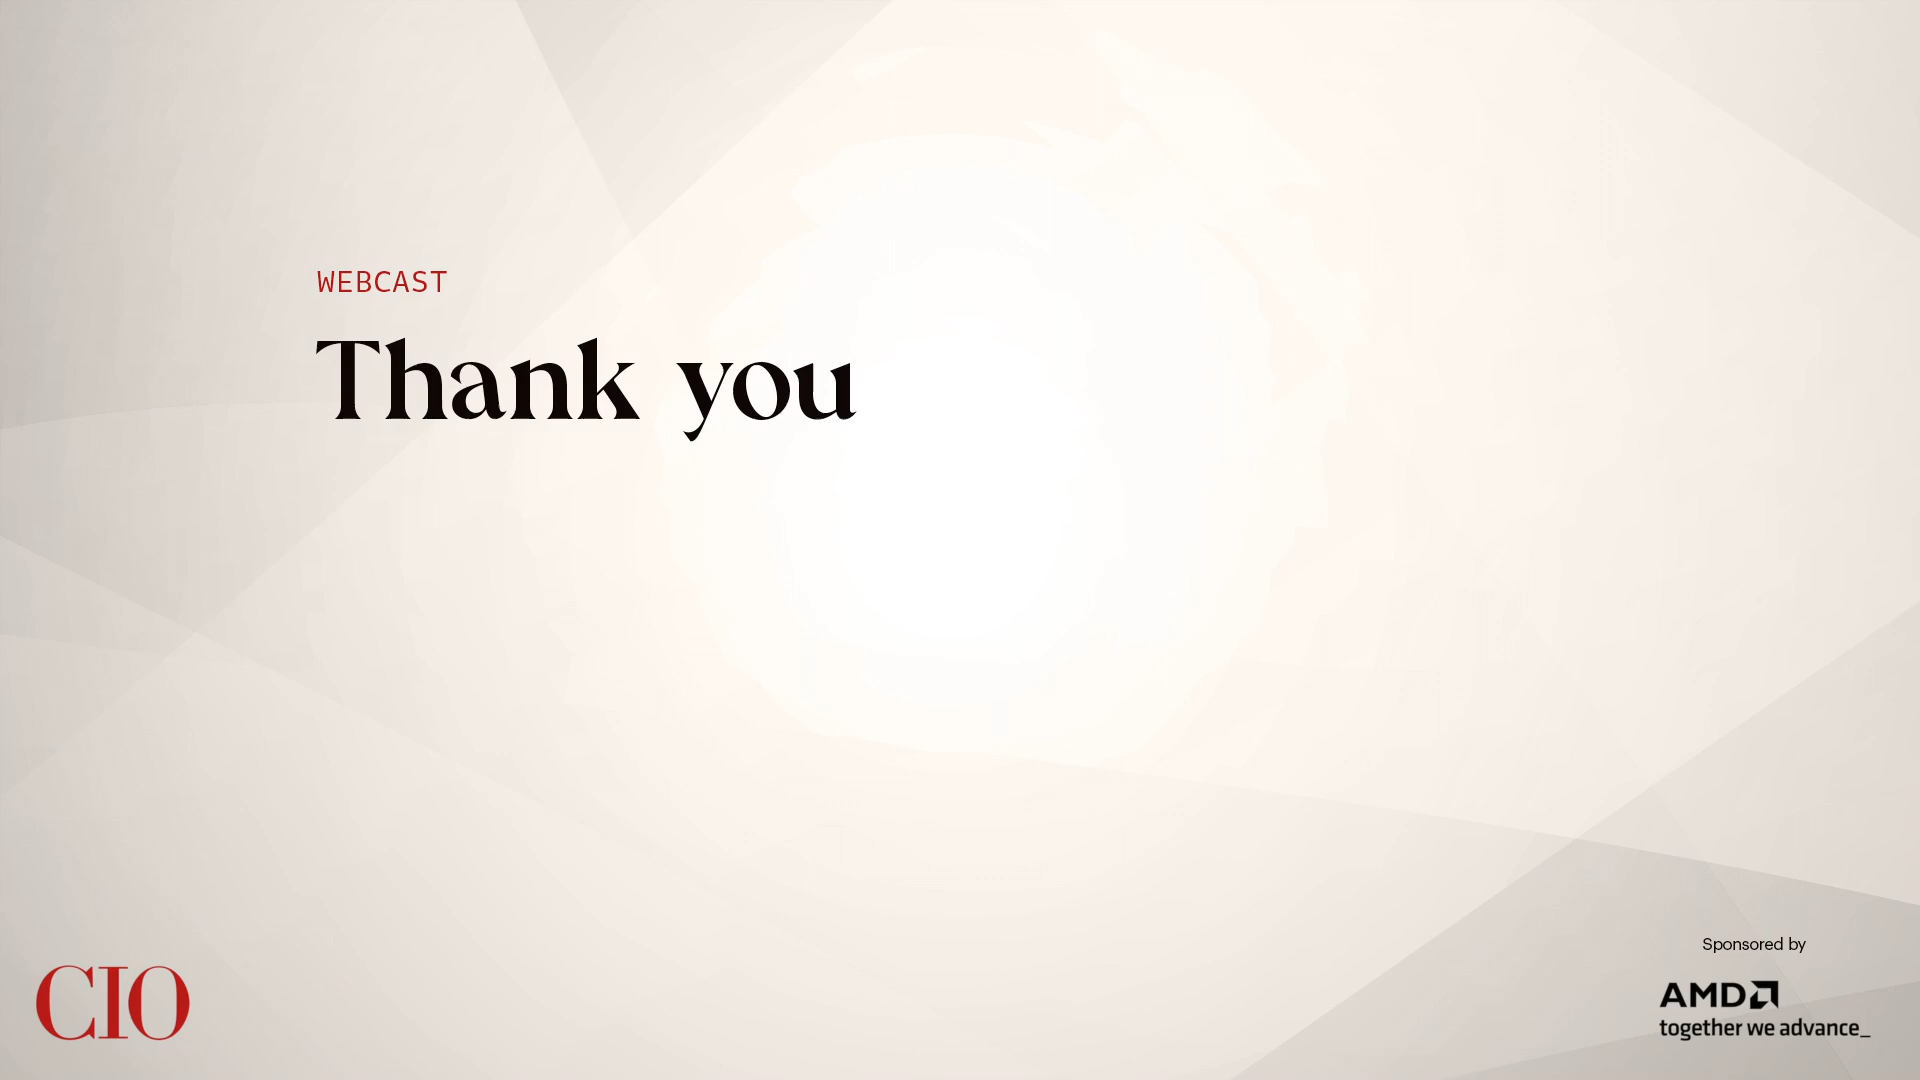 WEBCAST
Thank you
Sponsored by
CIO
AMD
together we advance_